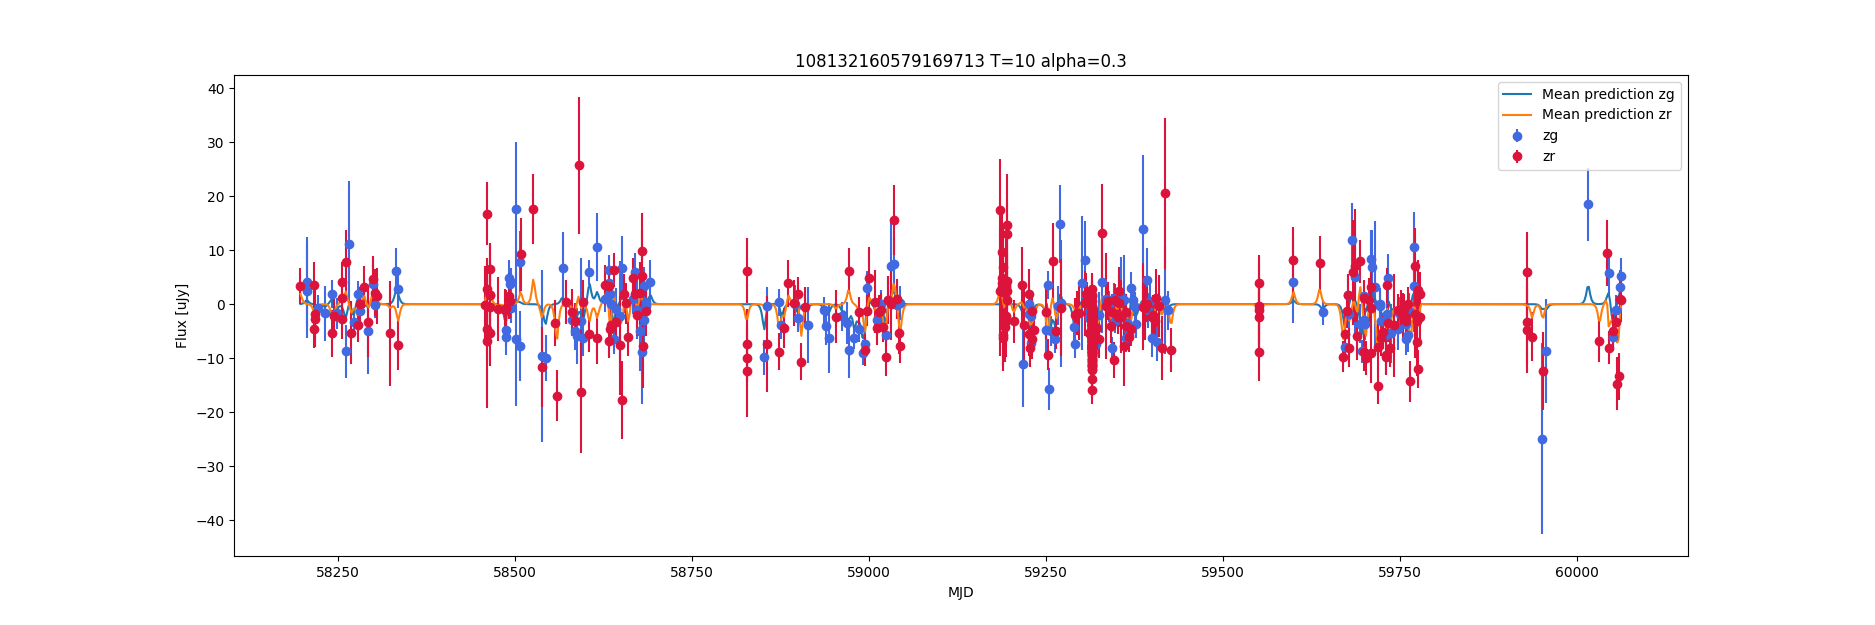 108132160579169713 T=10 alpha=0.3
Mean prediction zg
Mean prediction zr
zg
zr
Flux [uJy]
40
30
20
10
0
−10
−20
−30
−40
58250 58500 58750 59000 59250 59500 59750 60000
MJD